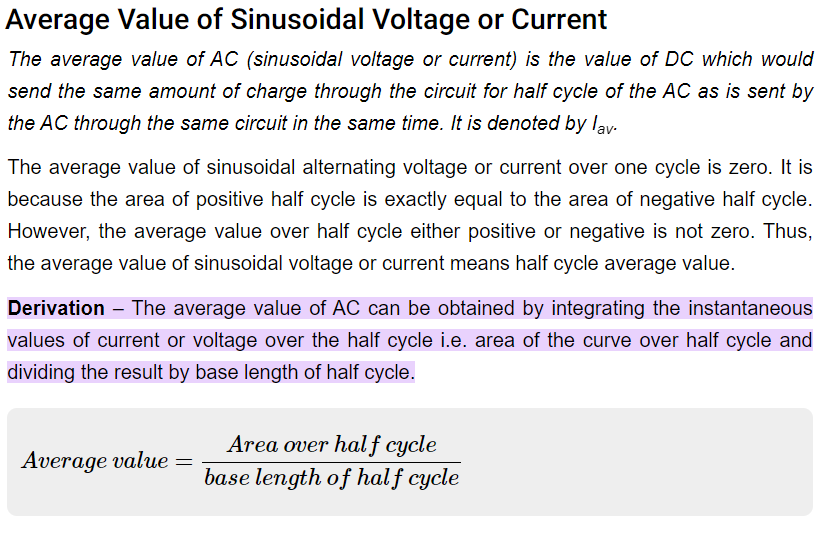 Average Value of Sinusoidal Voltage or Current
The average value of AC (sinusoidal voltage or current) is the value of DC which would
send the same amount of charge through the circuit for half cycle of the AC as is sent by
the AC through the same circuit in the same time. It is denoted by Iav.
The average value of sinusoidal alternating voltage or current over one cycle is zero. It is
because the area of positive half cycle is exactly equal to the area of negative half cycle.
However, the average value over half cycle either positive or negative is not zero. Thus,
the average value of sinusoidal voltage or current means half cycle average value.
Derivation – The average value of AC can be obtained by integrating the instantaneous
values of current or voltage over the half cycle i.e. area of the curve over half cycle and
dividing the result by base length of half cycle.
Area over half cycle
Average value =
base length of half cycle